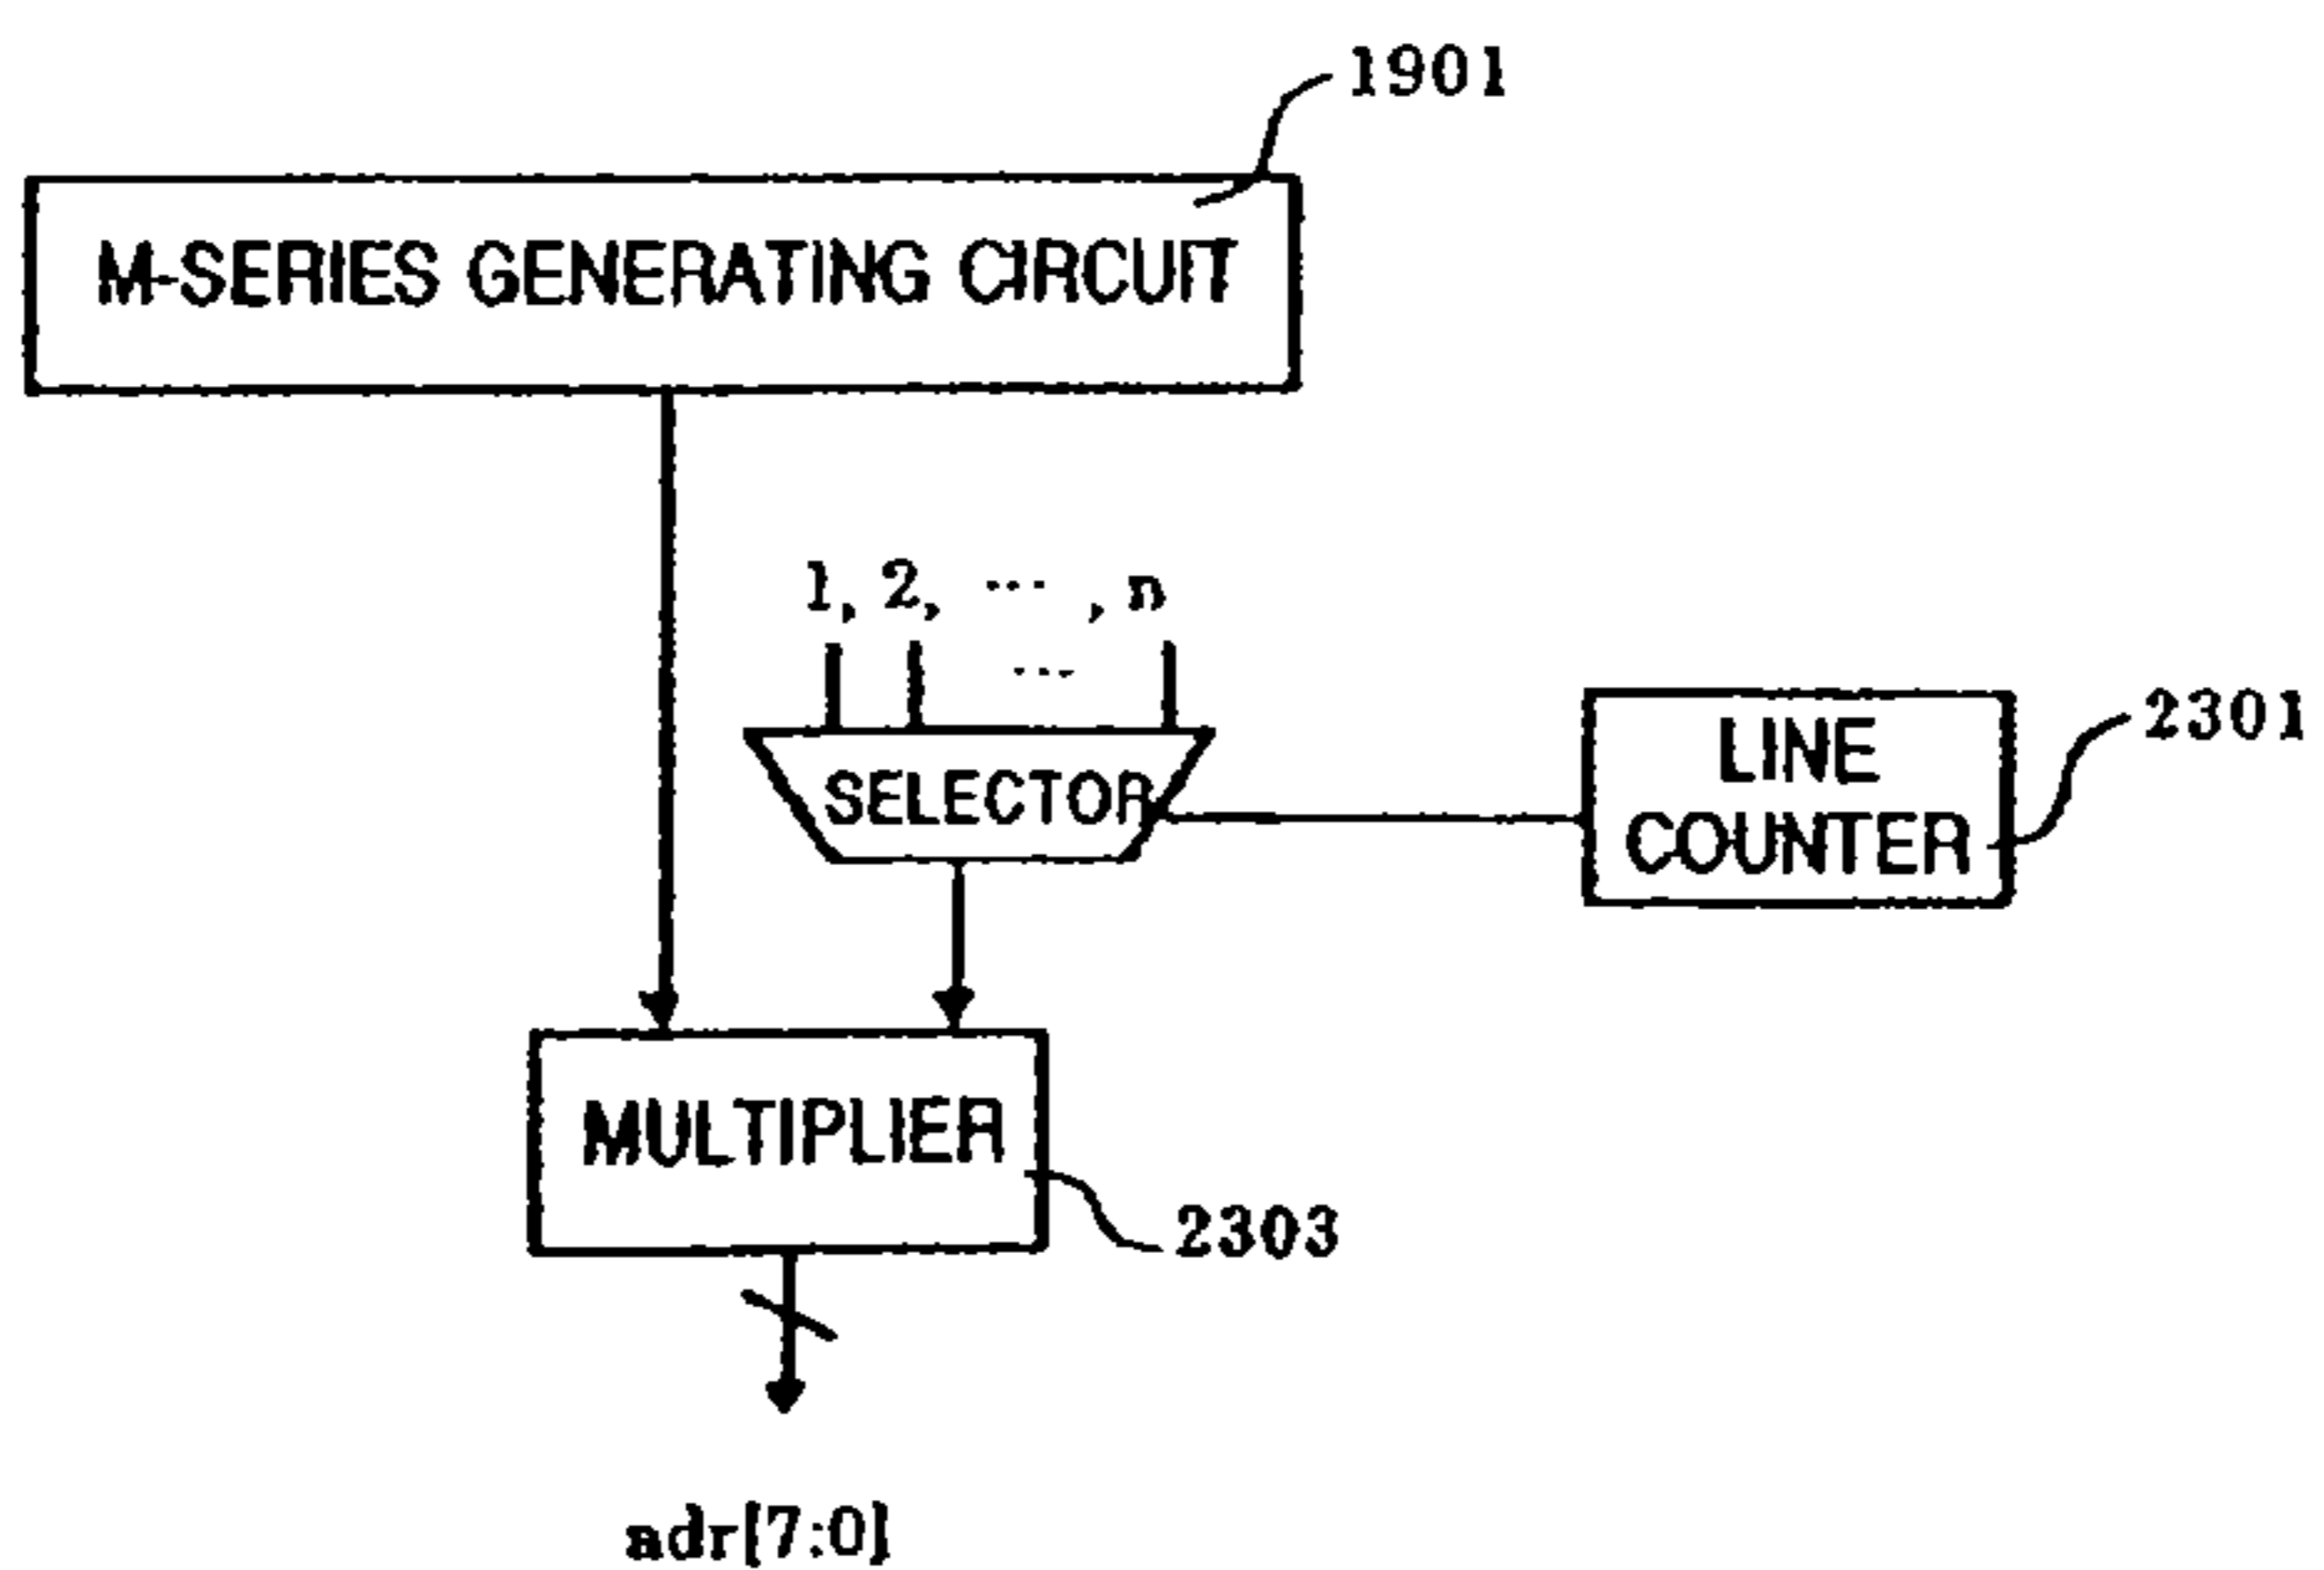 1901
M-SERIES GENERATING CIRCUIT
1, 2, ... , n
...
SELECTOR
LINE
COUNTER
2301
MULTIPLIER
2303
adr[7:0]